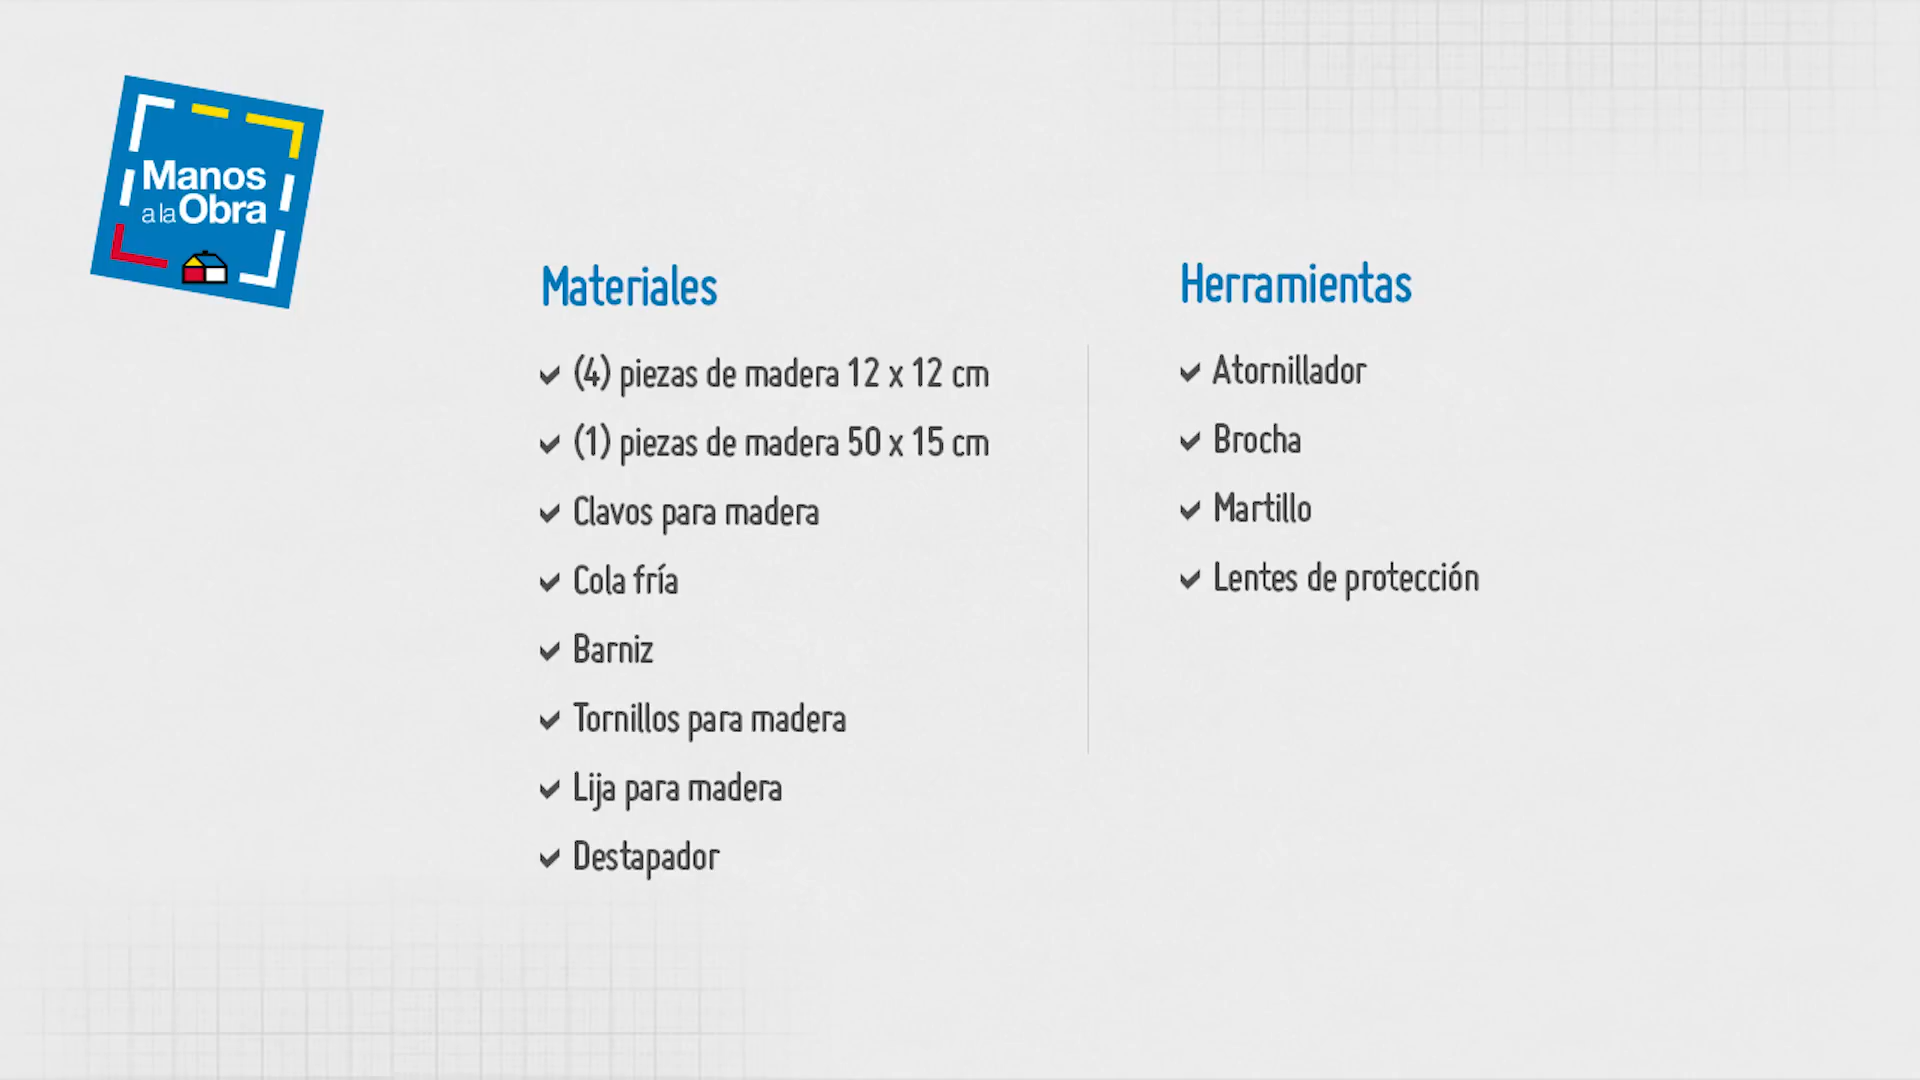 Manos
a la Obra
Materiales
(4) piezas de madera 12 x 12 cm
(1) piezas de madera 50 x 15 cm
Clavos para madera
Cola fría
Barniz
Tornillos para madera
Lija para madera
Destapador
Herramientas
Atornillador
Brocha
Martillo
Lentes de protección